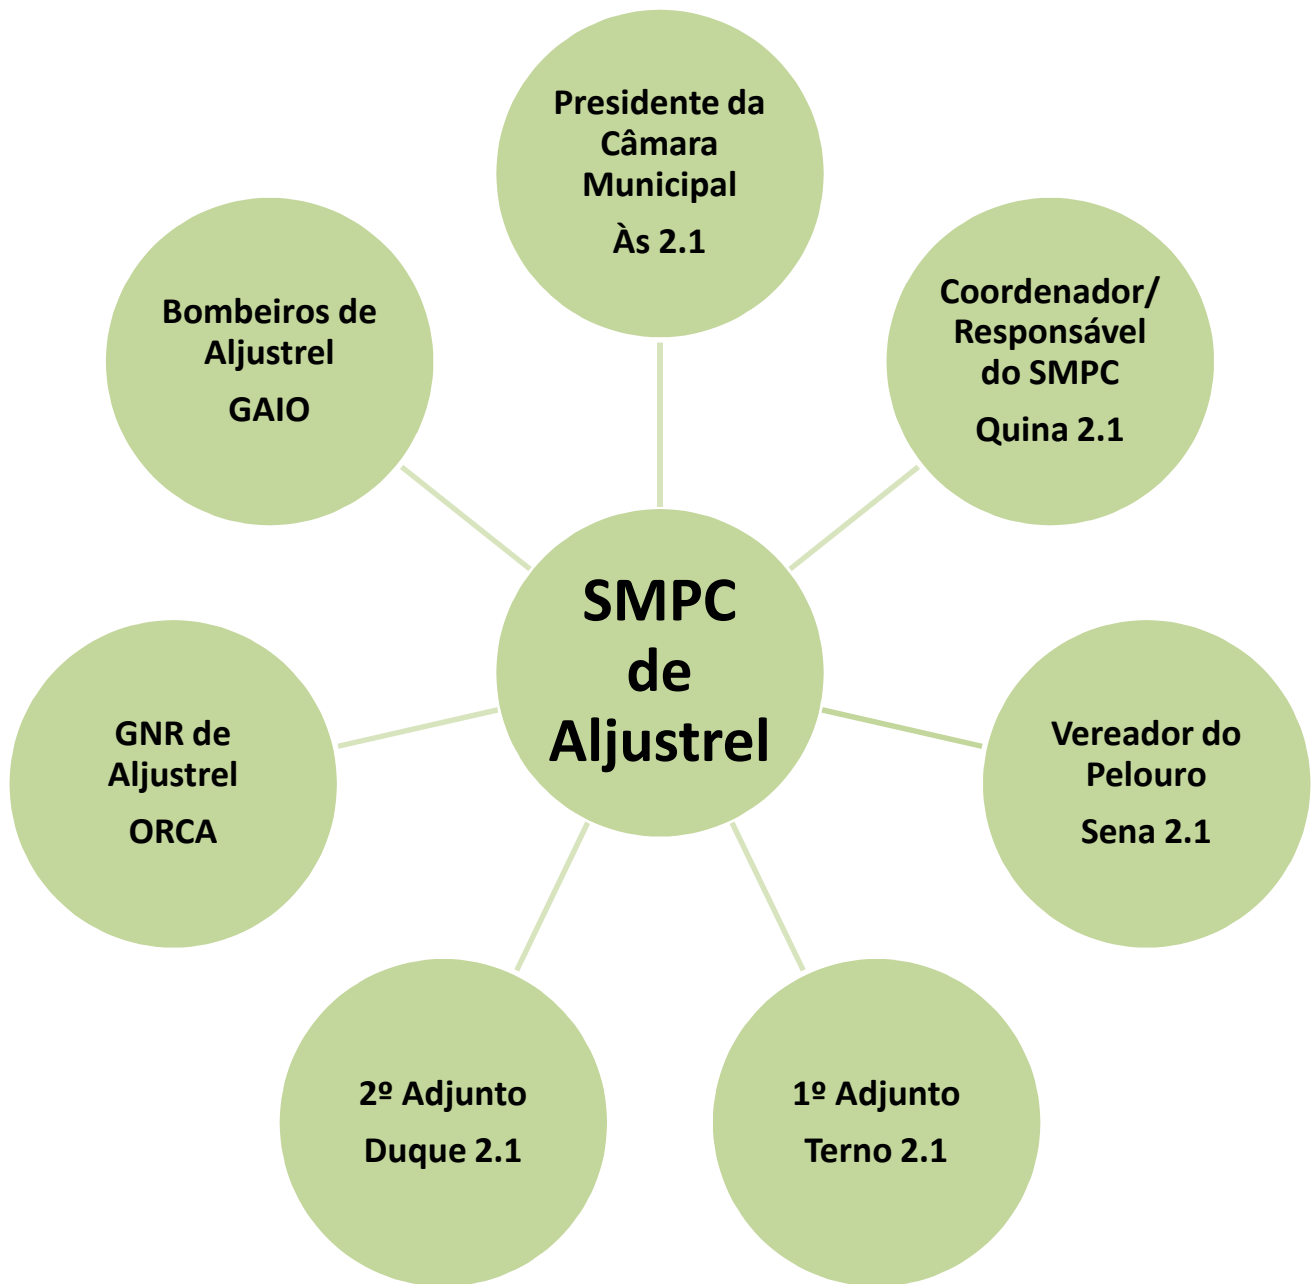 Presidente da
Câmara
Municipal
Às 2.1
Coordenador/
Responsável
do SMPC
Quina 2.1
Vereador do
Pelouro
Sena 2.1
1º Adjunto
Terno 2.1
2º Adjunto
Duque 2.1
GNR de
Aljustrel
ORCA
Bombeiros de
Aljustrel
GAIO
SMPC
de
Aljustrel